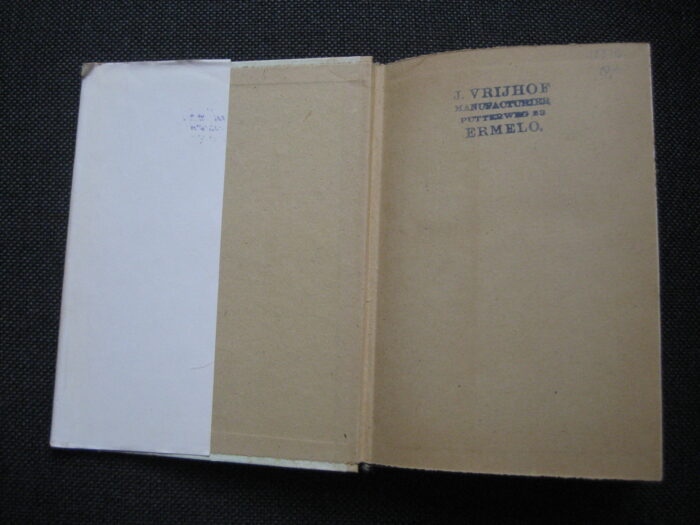 J. VRIJHOF
MANUFACTURIER,
PUTTERWEG 23
ERMELO.